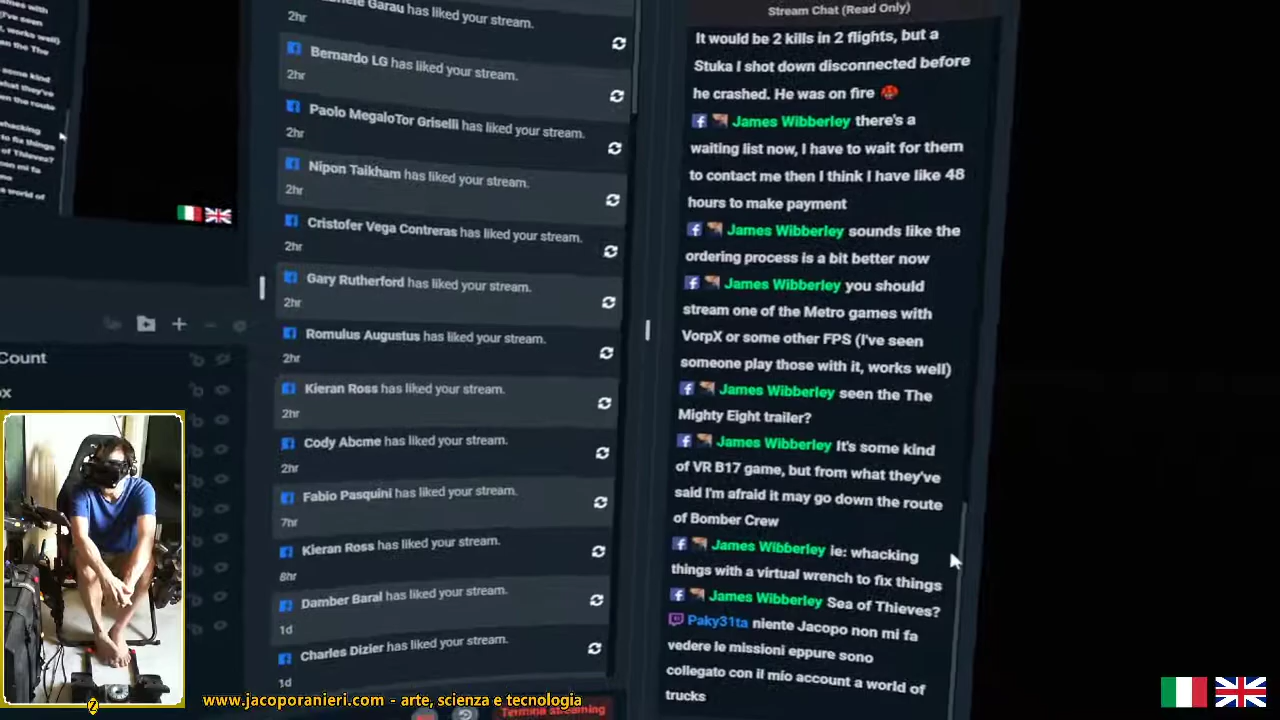 Stream Chat (Read Only)
Garau has liked your stream.
2hr
Bernardo LG has liked your stream.
2hr
Paolo MegaloTor Griselli has liked your stream.
2hr
Nipon Taikham has liked your stream.
2hr
Cristofer Vega Contreras has liked your stream.
2hr
Gary Rutherford has liked your stream.
2hr
Romulus Augustus has liked your stream.
2hr
Kieran Ross has liked your stream.
2hr
Cody Abcme has liked your stream.
2hr
Fabio Pasquini has liked your stream.
7hr
Kieran Ross has liked your stream.
8hr
Damber Baral has liked your stream.
1d
Charles Dizier has liked your stream.
1d
It would be 2 kills in 2 flights, but a
Stuka I shot down disconnected before
he crashed. He was on fire
James Wibberley there's a
waiting list now, I have to wait for them
to contact me then I think I have like 48
hours to make payment
James Wibberley sounds like the
ordering process is a bit better now
James Wibberley you should
stream one of the Metro games with
VorpX or some other FPS (I've seen
someone play those with it, works well)
James Wibberley seen the The
Mighty Eight trailer?
James Wibberley It's some kind
of VR B17 game, but from what they've
said I'm afraid it may go down the route
of Bomber Crew
James Wibberley ie: whacking
things with a virtual wrench to fix things
James Wibberley Sea of Thieves?
Paky31ta niente Jacopo non mi fa
vedere le missioni eppure sono
collegato con il mio account a world of
trucks
Count
Termina streaming
www.jacoporanieri.com - arte, scienza e tecnologia